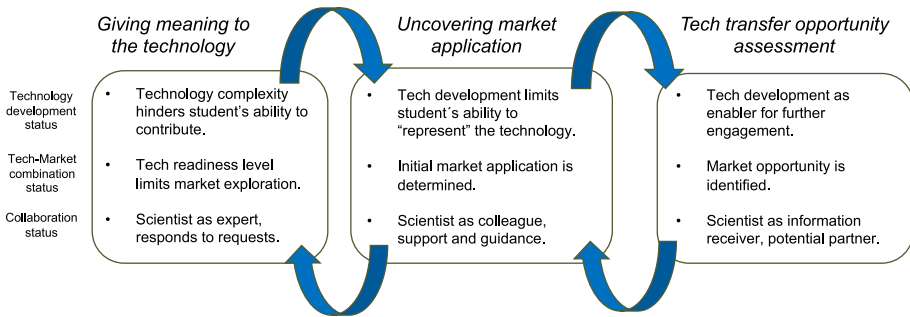 Giving meaning to
the technology
Uncovering market
application
Tech transfer opportunity
assessment
Technology
development
status
• Technology complexity
hinders student’s ability to
contribute.
• Tech development limits
student´s ability to
“represent” the technology.
• Tech development as
enabler for further
engagement.
Tech-Market
combination
status
• Tech readiness level
limits market exploration.
• Initial market application is
determined.
• Market opportunity is
identified.
Collaboration
status
• Scientist as expert,
responds to requests.
• Scientist as colleague,
support and guidance.
• Scientist as information
receiver, potential partner.